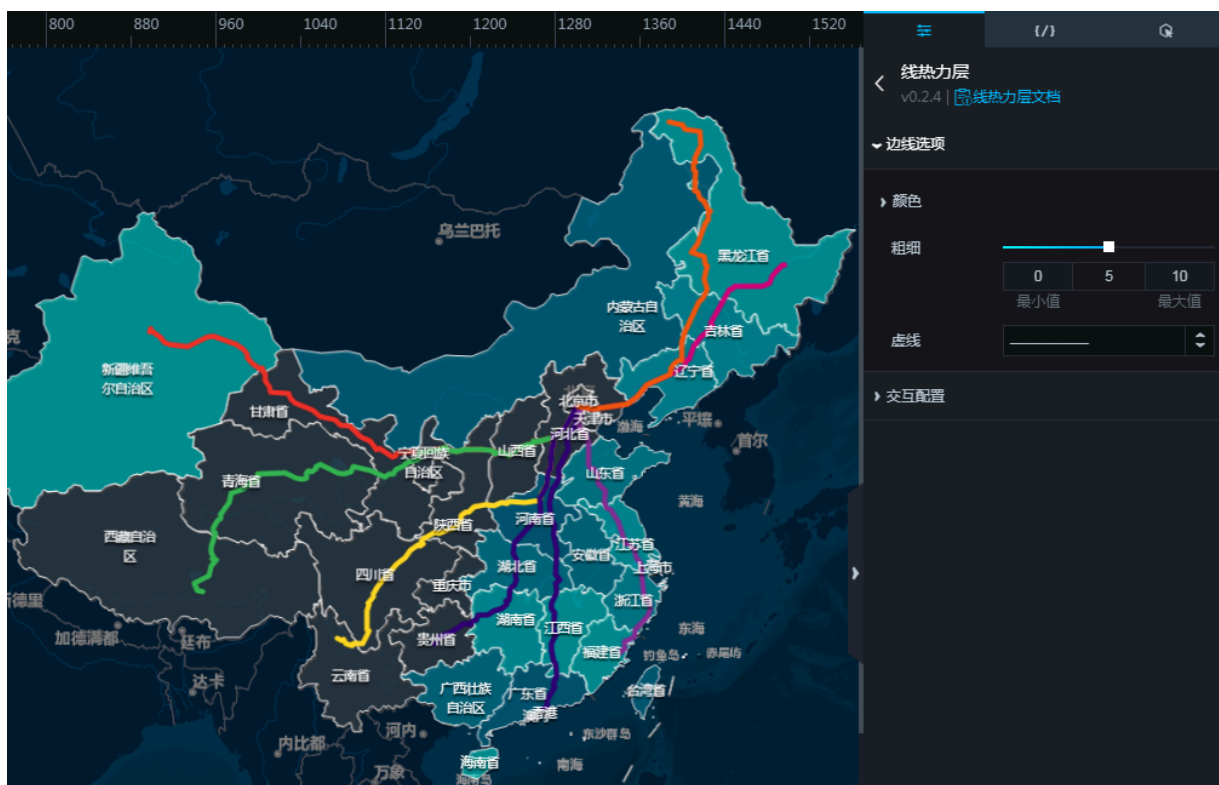 800 880 960 1040 1120 1200 1280 1360 1440 1520
{/}
线热力层
v0.2.4 | 线热力层文档
边线选项
颜色
粗细
0 5 10
最小值 最大值
虚线
交互配置
乌兰巴托
黑龙江省
内蒙古自
治区
吉林省
克
新疆维吾
尔自治区
辽宁省
北京市
天津市
渤海
平壤
首尔
甘肃省
河北省
宁夏回族
自治区
山西省
青海省
山东省
黄海
陕西省
河南省
西藏自治
区
安徽省
江苏省
上海市
四川省
湖北省
重庆市
新德里
浙江省
加德满都
廷布
贵州省
湖南省
江西省
东海
福建省
钓鱼岛
赤尾屿
云南省
达卡
广西壮族
自治区
广东省
台湾省
香港
河内
东沙群岛
内比都
万象
海南省
海南岛
南海